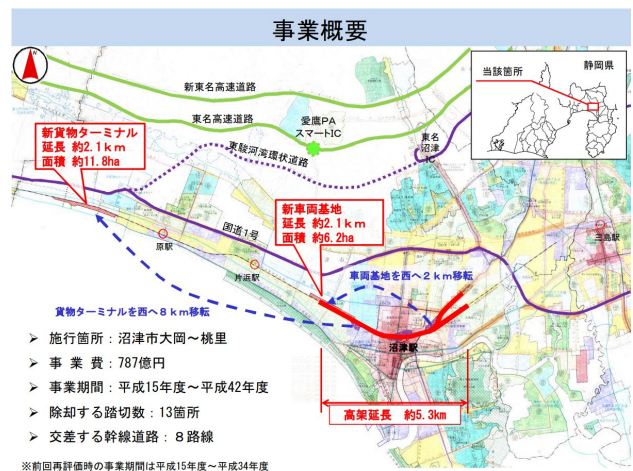 事業概要
新東名高速道路
東名高速道路
愛鷹PA
スマートIC
東駿河湾環状道路
東名
沼津
IC
当該箇所
静岡県
新貨物ターミナル
延長 約2.1km
面積 約11.8ha
国道1号
新車両基地
延長 約2.1km
面積 約6.2ha
原駅
片浜駅
三島駅
車両基地を西へ2km移転
貨物ターミナルを西へ8km移転
沼津駅
高架延長 約5.3km
➢ 施行箇所:沼津市大岡~桃里
➢ 事 業 費:787億円
➢ 事業期間:平成15年度~平成42年度
➢ 除却する踏切数:13箇所
➢ 交差する幹線道路:8路線
※前回再評価時の事業期間は平成15年度~平成34年度